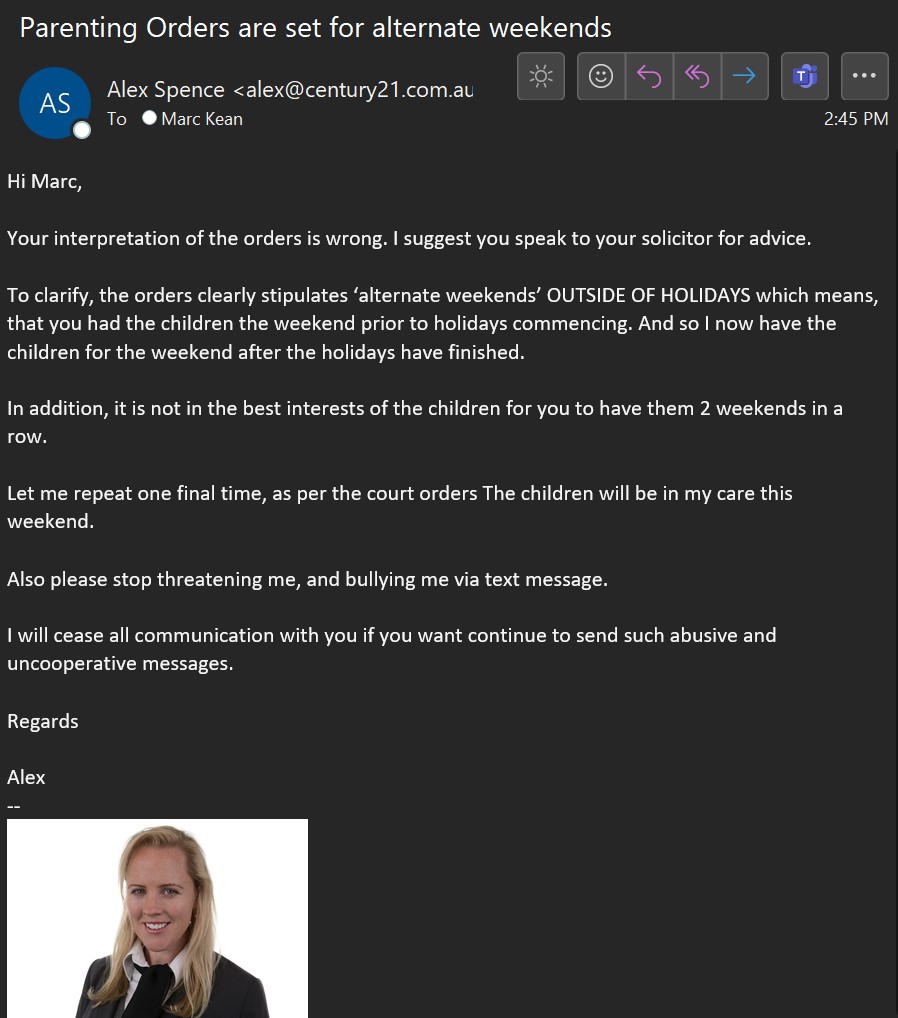 Parenting Orders are set for alternate weekends
AS
Alex Spence <alex@century21.com.au
To Marc Kean
2:45 PM
Hi Marc,
Your interpretation of the orders is wrong. I suggest you speak to your solicitor for advice.
To clarify, the orders clearly stipulates ‘alternate weekends’ OUTSIDE OF HOLIDAYS which means,
that you had the children the weekend prior to holidays commencing. And so I now have the
children for the weekend after the holidays have finished.
In addition, it is not in the best interests of the children for you to have them 2 weekends in a
row.
Let me repeat one final time, as per the court orders The children will be in my care this
weekend.
Also please stop threatening me, and bullying me via text message.
I will cease all communication with you if you want continue to send such abusive and
uncooperative messages.
Regards
Alex
--